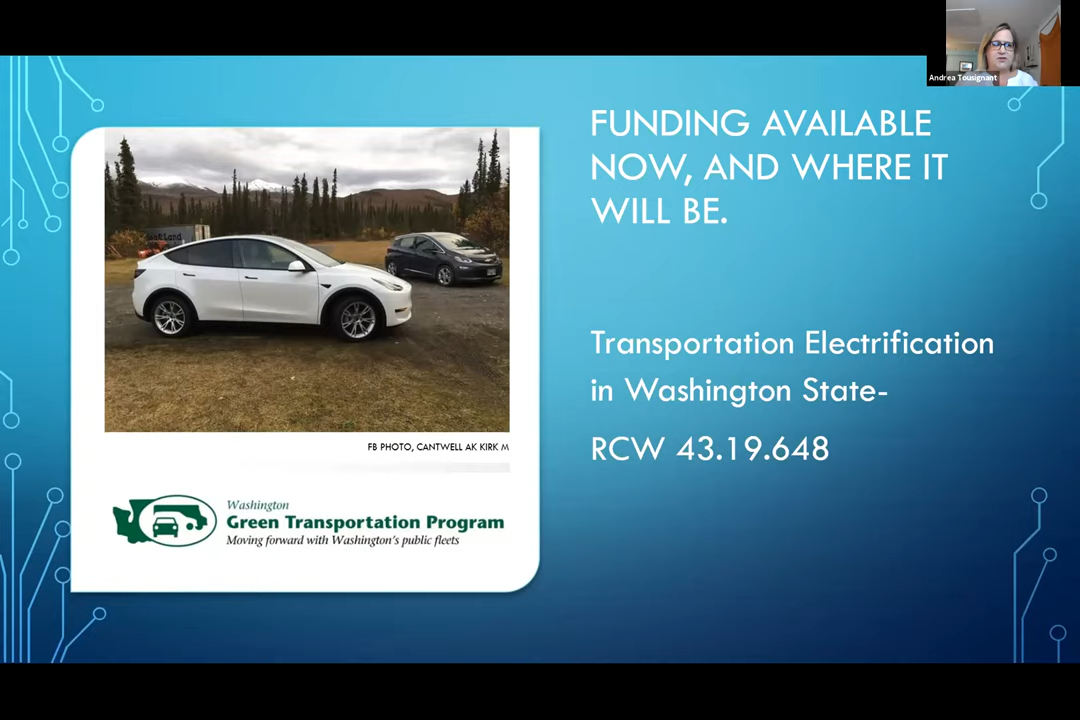 Andrea Tousignant
FUNDING AVAILABLE
NOW, AND WHERE IT
WILL BE.
Transportation Electrification
in Washington State-
RCW 43.19.648
FB PHOTO, CANTWELL AK KIRK M
Washington
Green Transportation Program
Moving forward with Washington's public fleets